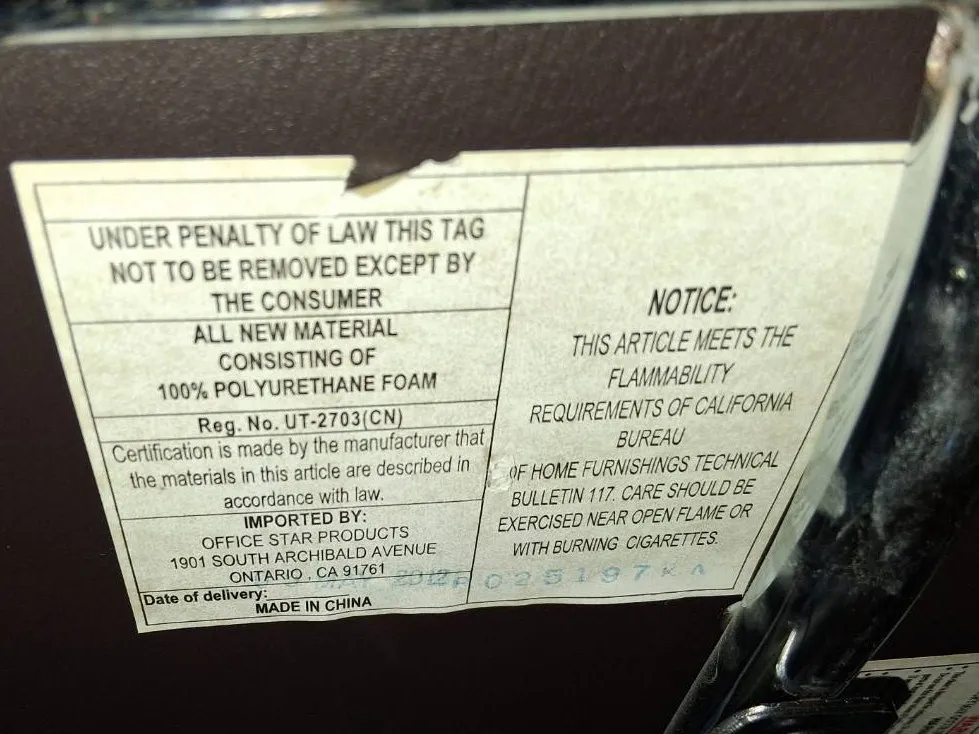 UNDER PENALTY OF LAW THIS TAG
NOT TO BE REMOVED EXCEPT BY
THE CONSUMER
ALL NEW MATERIAL
CONSISTING OF
100% POLYURETHANE FOAM
Reg. No. UT-2703(CN)
Certification is made by the manufacturer that
the materials in this article are described in
accordance with law.
IMPORTED BY:
OFFICE STAR PRODUCTS
1901 SOUTH ARCHIBALD AVENUE
ONTARIO , CA 91761
Date of delivery:
MADE IN CHINA
NOTICE:
THIS ARTICLE MEETS THE
FLAMMABILITY
REQUIREMENTS OF CALIFORNIA
BUREAU
OF HOME FURNISHINGS TECHNICAL
BULLETIN 117. CARE SHOULD BE
EXERCISED NEAR OPEN FLAME OR
WITH BURNING CIGARETTES.